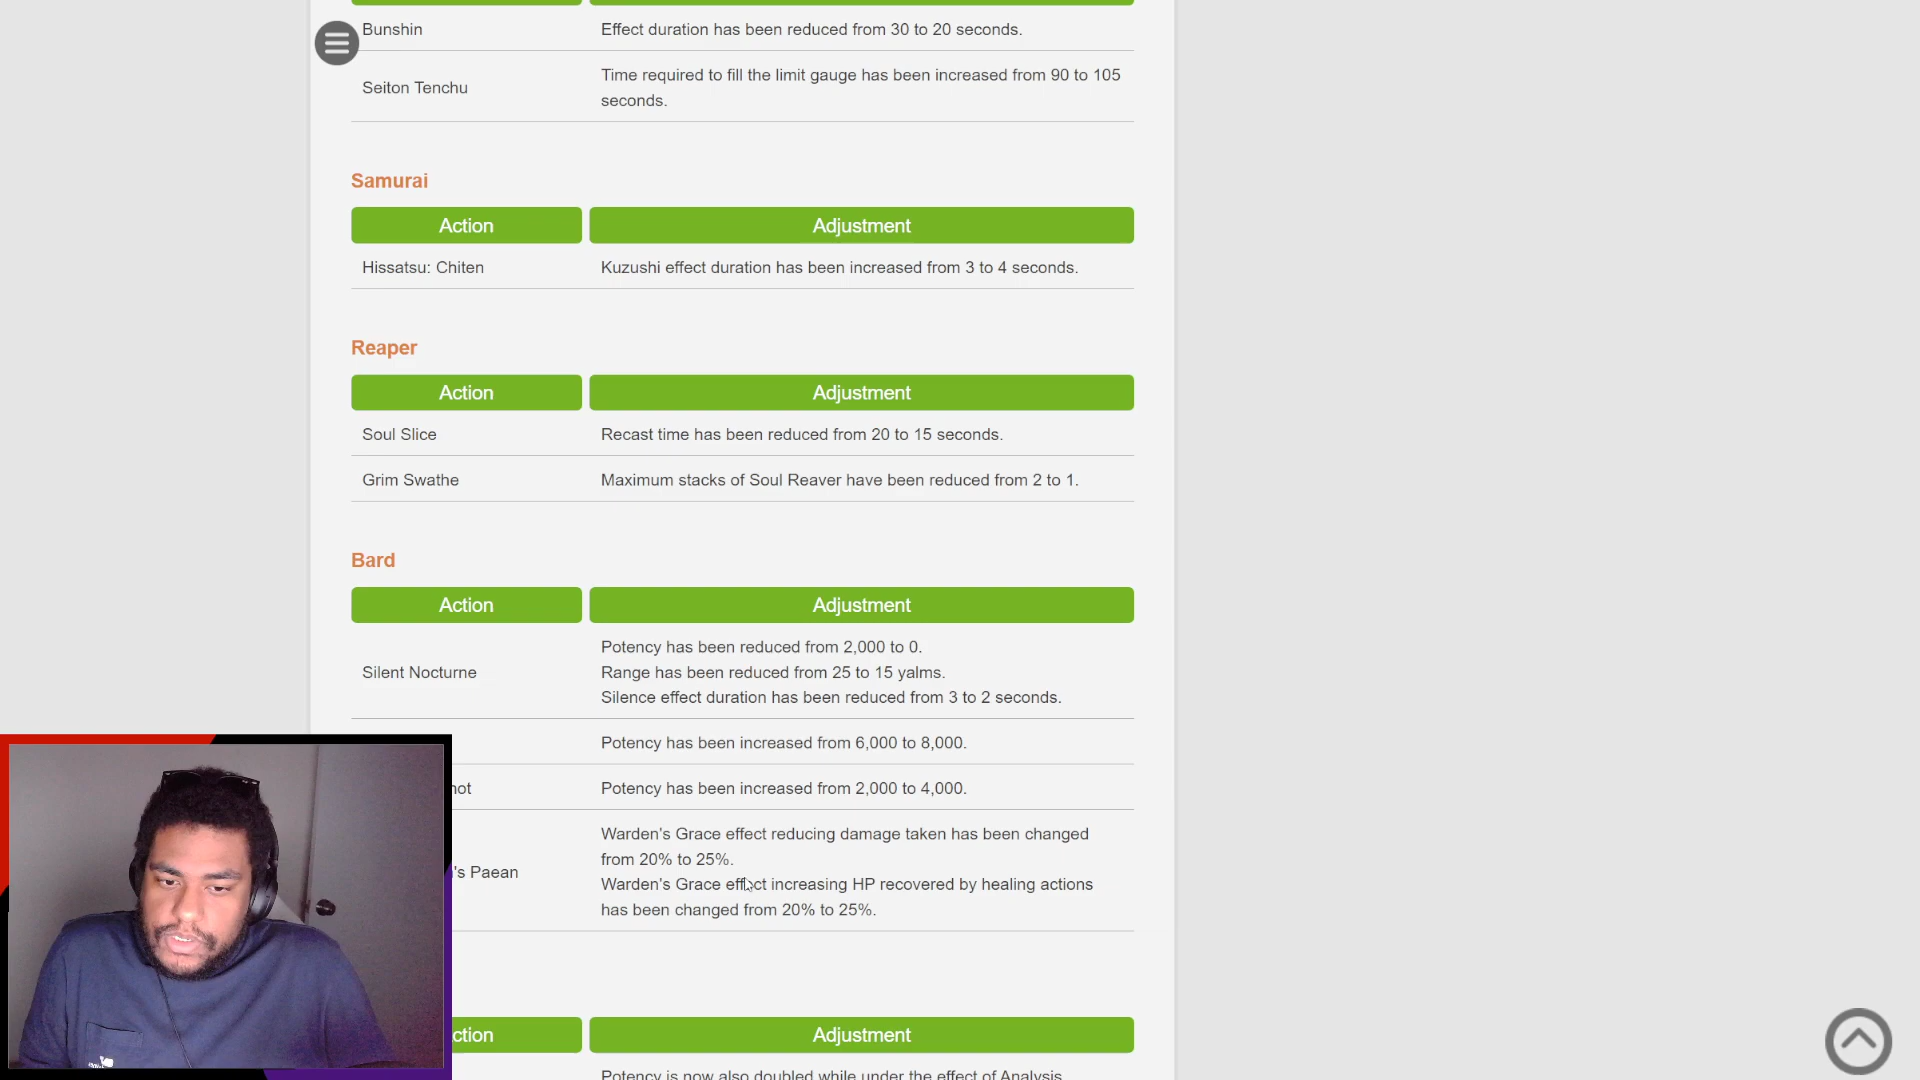 Bunshin
Effect duration has been reduced from 30 to 20 seconds.
Seiton Tenchu
Time required to fill the limit gauge has been increased from 90 to 105
seconds.
Samurai
Action
Adjustment
Hissatsu: Chiten
Kuzushi effect duration has been increased from 3 to 4 seconds.
Reaper
Action
Adjustment
Soul Slice
Recast time has been reduced from 20 to 15 seconds.
Grim Swathe
Maximum stacks of Soul Reaver have been reduced from 2 to 1.
Bard
Action
Adjustment
Silent Nocturne
Potency has been reduced from 2,000 to 0.
Range has been reduced from 25 to 15 yalms.
Silence effect duration has been reduced from 3 to 2 seconds.
Potency has been increased from 6,000 to 8,000.
hot
Potency has been increased from 2,000 to 4,000.
's Paean
Warden's Grace effect reducing damage taken has been changed
from 20% to 25%.
Warden's Grace effect increasing HP recovered by healing actions
has been changed from 20% to 25%.
ction
Adjustment
Potency is now also doubled while under the effect of Analysis